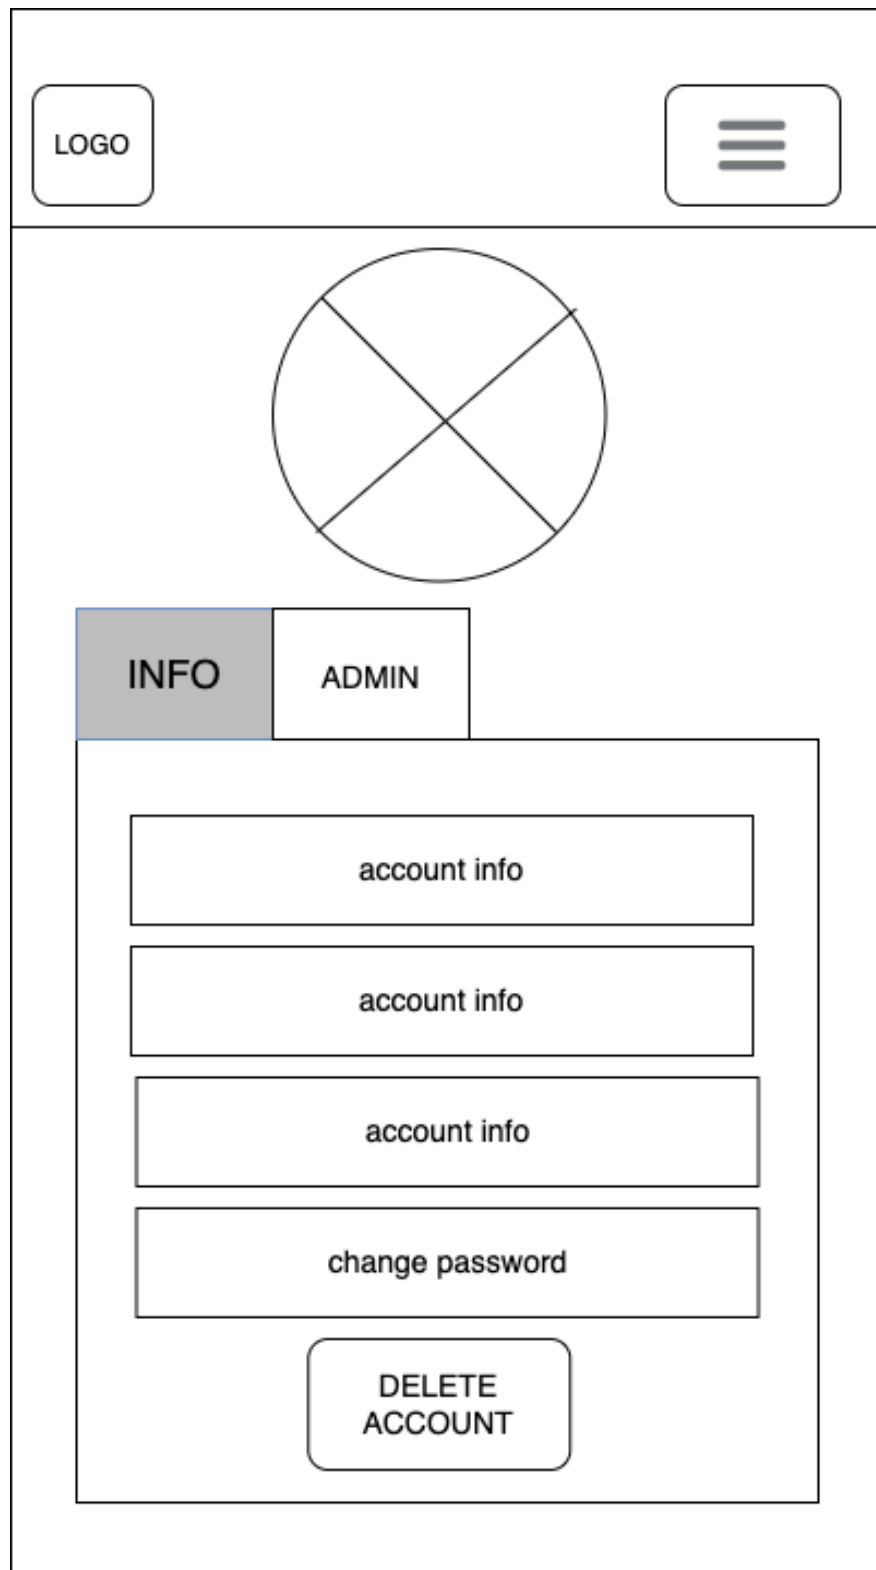 LOGO
INFO
ADMIN
account info
account info
account info
change password
DELETE
ACCOUNT